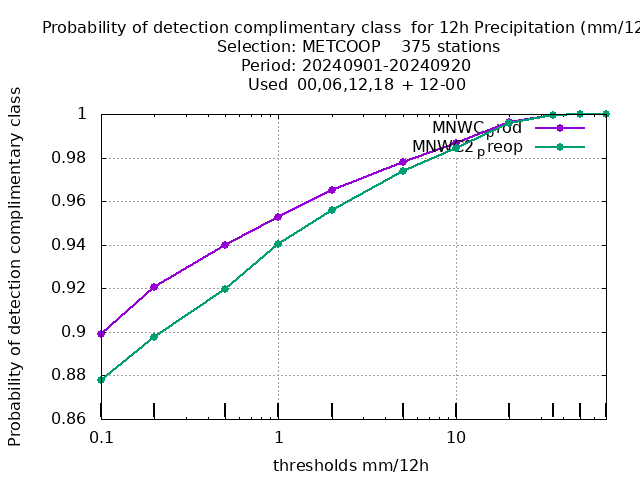 Probability of detection complimentary class for 12h Precipitation (mm/12
Selection: METCOOP 375 stations
Period: 20240901-20240920
Used 00,06,12,18 + 12-00
Probability of detection complimentary class
1
0.98
0.96
0.94
0.92
0.9
0.88
0.86
MNWC_prod
MNWC2_preop
0.1
1
10
thresholds mm/12h